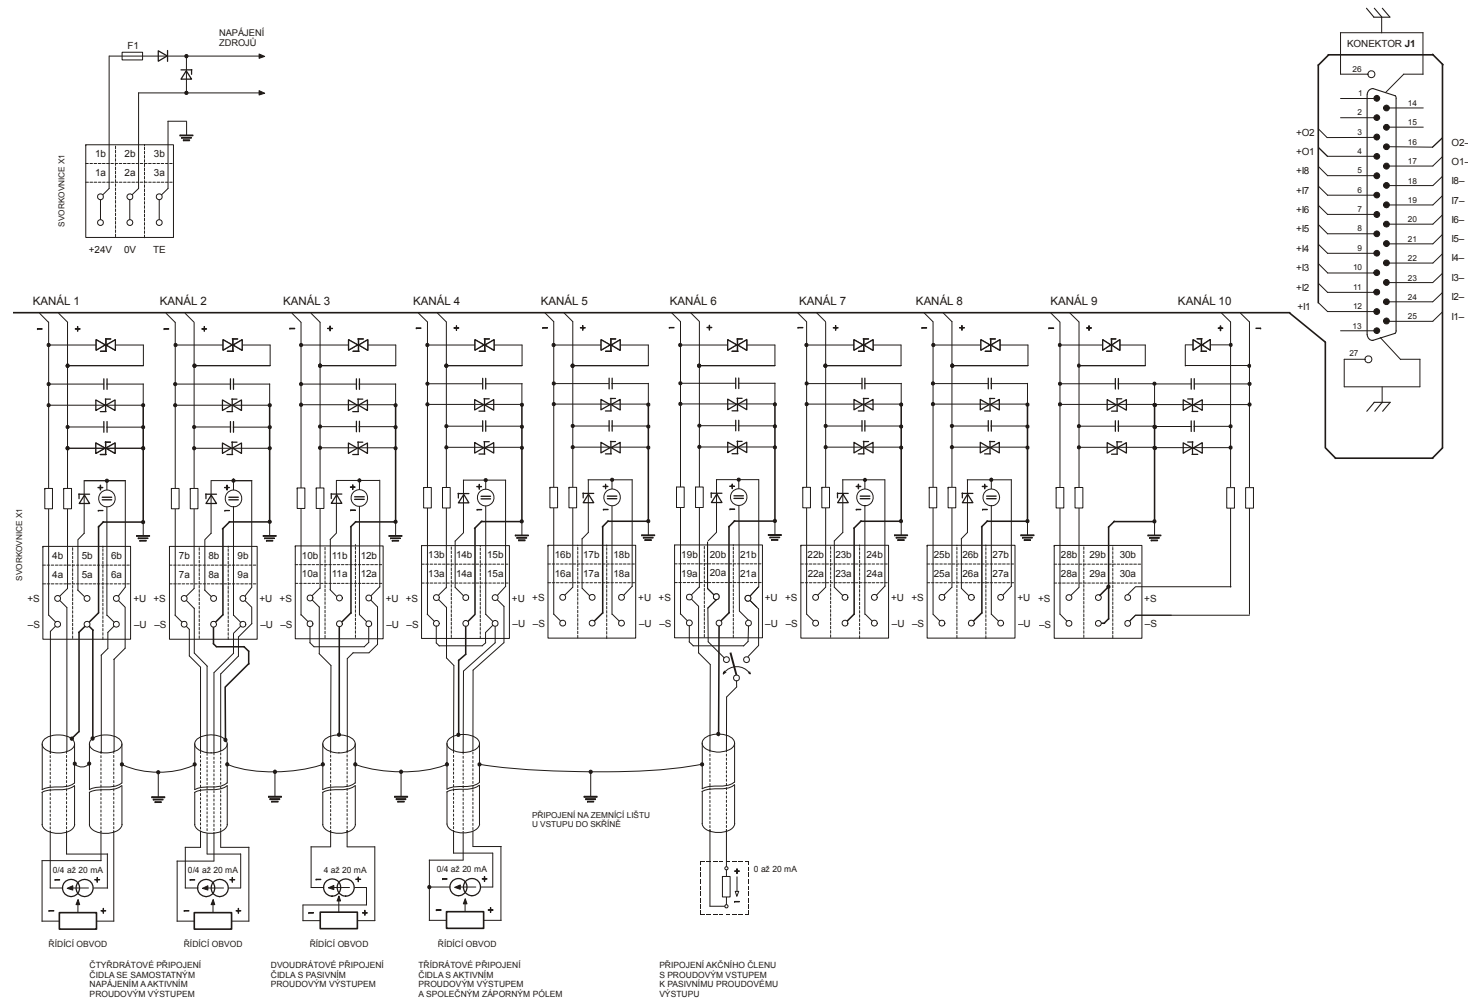 NAPÁJENÍ
ZDROJŮ
F1
KONEKTOR J1
26
1
14
2
15
+O2
3
16
O2–
+O1
4
17
O1–
+I8
5
18
I8–
+I7
6
19
I7–
+I6
7
20
I6–
+I5
8
21
I5–
+I4
9
22
I4–
+I3
10
23
I3–
+I2
11
24
I2–
+I1
12
25
I1–
13
27
SVORKOVNICE X1
1b 2b 3b
1a 2a 3a
+24V 0V TE
KANÁL 1 KANÁL 2 KANÁL 3 KANÁL 4 KANÁL 5 KANÁL 6 KANÁL 7 KANÁL 8 KANÁL 9 KANÁL 10
– + – + – + – + – + – + – + – + – + + –
+ – + – + – + – + – + – + – + –
SVORKOVNICE X1
4b 5b 6b 7b 8b 9b 10b 11b 12b 13b 14b 15b 16b 17b 18b 19b 20b 21b 22b 23b 24b 25b 26b 27b 28b 29b 30b
4a 5a 6a 7a 8a 9a 10a 11a 12a 13a 14a 15a 16a 17a 18a 19a 20a 21a 22a 23a 24a 25a 26a 27a 28a 29a 30a
+S +U +S +U +S +U +S +U +S +U +S +U +S +U +S +U +S +S
–S –U –S –U –S –U –S –U –S –U –S –U –S –U –S –U –S –S
PŘIPOJENÍ NA ZEMNÍCÍ LIŠTU
U VSTUPU DO SKŘÍNĚ
0/4 až 20 mA 0/4 až 20 mA 4 až 20 mA 0/4 až 20 mA 0 až 20 mA
– + – + – + – + +
– + – + – + – + –
ŘÍDÍCÍ OBVOD ŘÍDÍCÍ OBVOD ŘÍDÍCÍ OBVOD ŘÍDÍCÍ OBVOD
ČTYŘDRÁTOVÉ PŘIPOJENÍ
ČIDLA SE SAMOSTATNÝM
NAPÁJENÍM A AKTIVNÍM
PROUDOVÝM VÝSTUPEM
DVOUDRÁTOVÉ PŘIPOJENÍ
ČIDLA S PASIVNÍM
PROUDOVÝM VÝSTUPEM
TŘÍDRÁTOVÉ PŘIPOJENÍ
ČIDLA S AKTIVNÍM
PROUDOVÝM VÝSTUPEM
A SPOLEČNÝM ZÁPORNÝM PÓLEM
PŘIPOJENÍ AKČNÍHO ČLENU
S PROUDOVÝM VSTUPEM
K PASIVNÍMU PROUDOVÉMU
VÝSTUPU